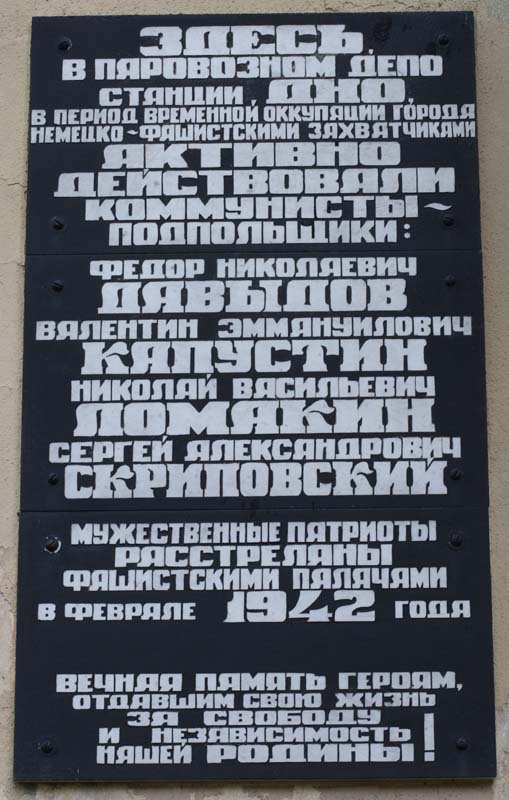 ЗДЕСЬ,
В ПАРОВОЗНОМ ДЕПО
СТАНЦИИ, ДНО,
В ПЕРИОД ВРЕМЕННОЙ ОККУПАЦИИ ГОРОДА
НЕМЕЦКО-ФАШИСТСКИМИ ЗАХВАТЧИКАМИ
АКТИВНО
ДЕЙСТВОВАЛИ
КОММУНИСТЫ ~
ПОДПОЛЬЩИКИ:
ФЕДОР НИКОЛАЕВИЧ
ДАВЫДОВ
ВАЛЕНТИН ЭММАНУИЛОВИЧ
КАПУСТИН
НИКОЛАЙ ВАСИЛЬЕВИЧ
ЛОМАКИН
СЕРГЕЙ АЛЕКСАНДРОВИЧ
СКРИПОВСКИЙ
МУЖЕСТВЕННЫЕ ПАТРИОТЫ
РАССТРЕЛАНЫ
ФАШИСТСКИМИ ПАЛАЧАМИ
В ФЕВРАЛЕ 1942 ГОДА
ВЕЧНАЯ ПАМЯТЬ ГЕРОЯМ,
ОТДАВШИМ СВОЮ ЖИЗНЬ
ЗА СВОБОДУ
И НЕЗАВИСИМОСТЬ
НАШЕЙ РОДИНЫ!